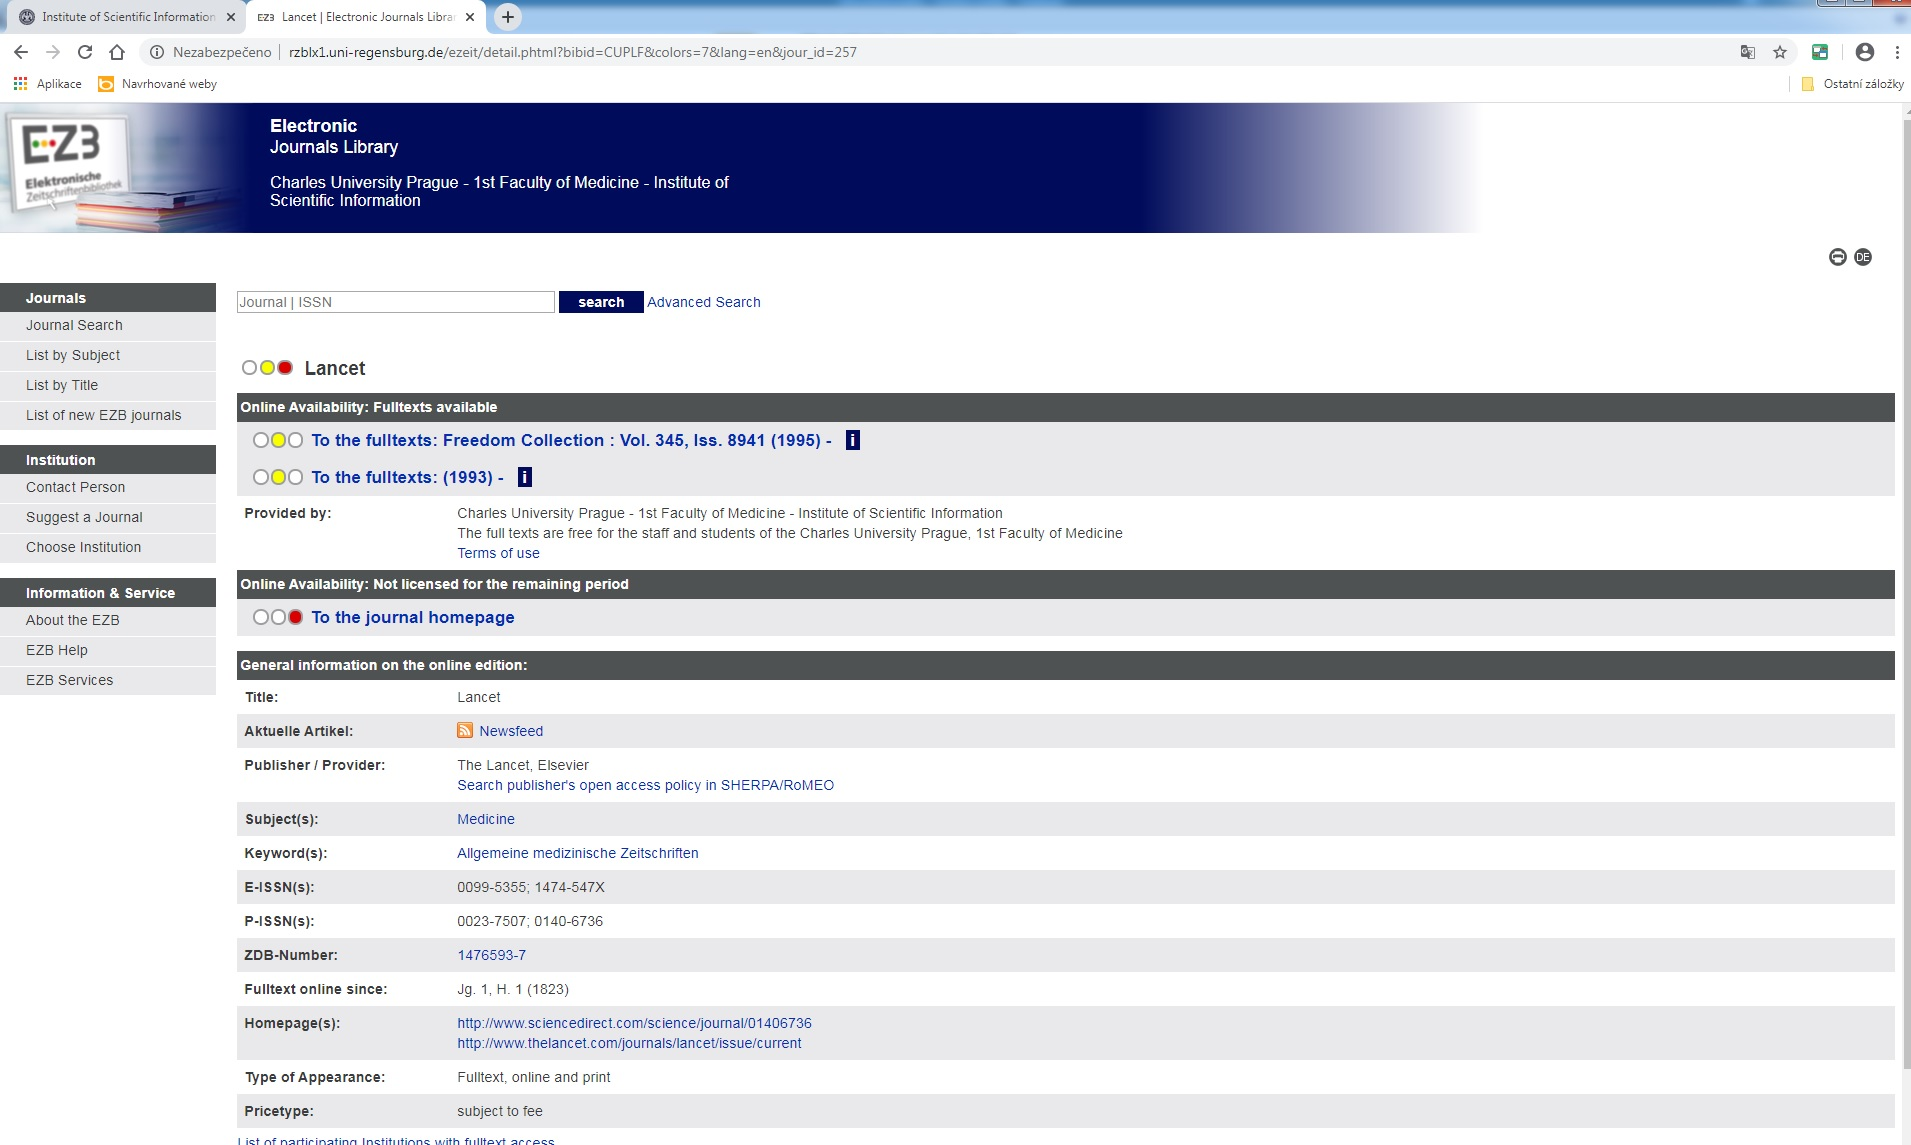 Institute of Scientific Information
EZ3 Lancet | Electronic Journals Librar
Nezabezpečeno | rzblx1.uni-regensburg.de/ezeit/detail.phtml?bibid=CUPLF&colors=7&lang=en&jour_id=257
Aplikace
Navrhované weby
Ostatní záložky
EZ3
Elektronische
Zeitschriftenbibliothek
Electronic
Journals Library
Charles University Prague - 1st Faculty of Medicine - Institute of
Scientific Information
DE
Journals
Journal Search
List by Subject
List by Title
List of new EZB journals
Institution
Contact Person
Suggest a Journal
Choose Institution
Information & Service
About the EZB
EZB Help
EZB Services
Journal | ISSN search Advanced Search
Lancet
Online Availability: Fulltexts available
To the fulltexts: Freedom Collection : Vol. 345, Iss. 8941 (1995) - i
To the fulltexts: (1993) - i
Provided by: Charles University Prague - 1st Faculty of Medicine - Institute of Scientific Information
The full texts are free for the staff and students of the Charles University Prague, 1st Faculty of Medicine
Terms of use
Online Availability: Not licensed for the remaining period
To the journal homepage
General information on the online edition:
Title: Lancet
Aktuelle Artikel: Newsfeed
Publisher / Provider: The Lancet, Elsevier
Search publisher's open access policy in SHERPA/RoMEO
Subject(s): Medicine
Keyword(s): Allgemeine medizinische Zeitschriften
E-ISSN(s): 0099-5355; 1474-547X
P-ISSN(s): 0023-7507; 0140-6736
ZDB-Number: 1476593-7
Fulltext online since: Jg. 1, H. 1 (1823)
Homepage(s): http://www.sciencedirect.com/science/journal/01406736
http://www.thelancet.com/journals/lancet/issue/current
Type of Appearance: Fulltext, online and print
Pricetype: subject to fee
List of participating Institutions with fulltext access